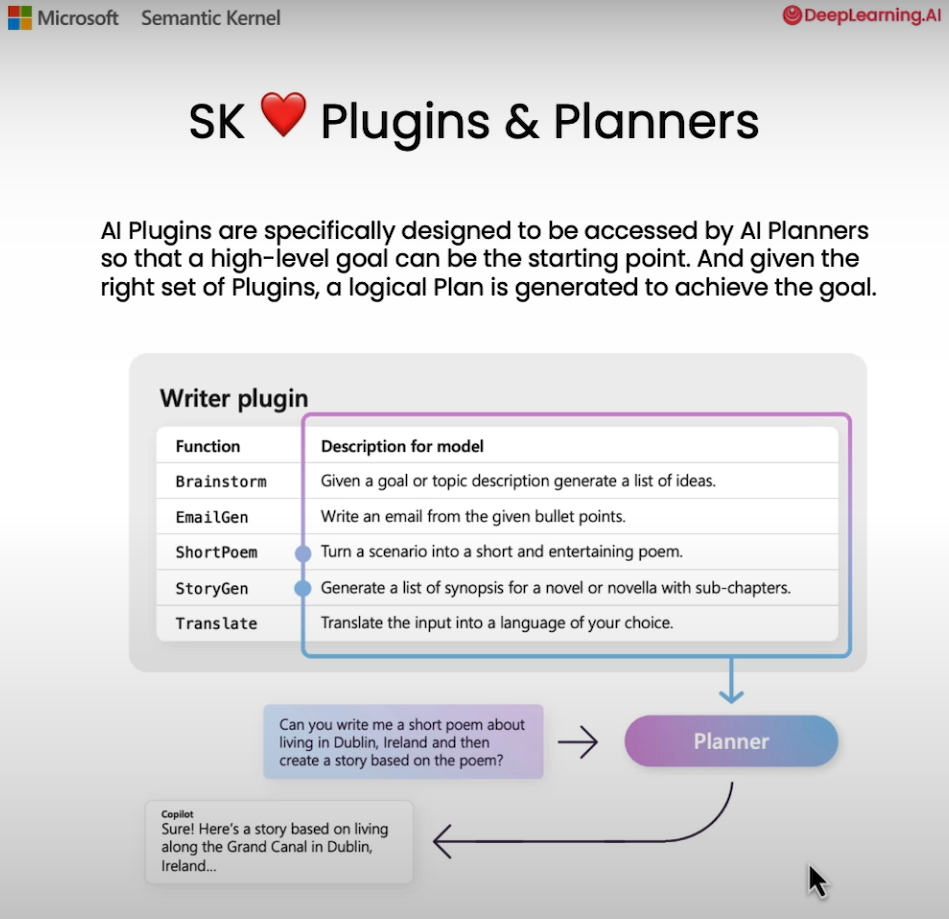 Microsoft Semantic Kernel
DeepLearning.AI
SK ❤️ Plugins & Planners
AI Plugins are specifically designed to be accessed by AI Planners
so that a high-level goal can be the starting point. And given the
right set of Plugins, a logical Plan is generated to achieve the goal.
Writer plugin
Function Description for model
Brainstorm Given a goal or topic description generate a list of ideas.
EmailGen Write an email from the given bullet points.
ShortPoem Turn a scenario into a short and entertaining poem.
StoryGen Generate a list of synopsis for a novel or novella with sub-chapters.
Translate Translate the input into a language of your choice.
Can you write me a short poem about
living in Dublin, Ireland and then
create a story based on the poem?
Planner
Copilot
Sure! Here's a story based on living
along the Grand Canal in Dublin,
Ireland...